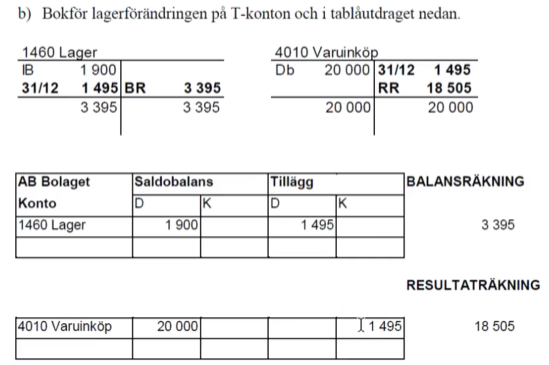 b) Bokför lagerförändringen på T-konton och i tablåutdraget nedan.
1460 Lager
IB 1 900
31/12 1 495 BR 3 395
3 395 3 395
4010 Varuinköp
Db 20 000 31/12 1 495
RR 18 505
20 000 20 000
AB Bolaget Saldobalans Tillägg BALANSRÄKNING
Konto D K D K
1460 Lager 1 900 1 495 3 395
RESULTATRÄKNING
4010 Varuinköp 20 000 1 495 18 505